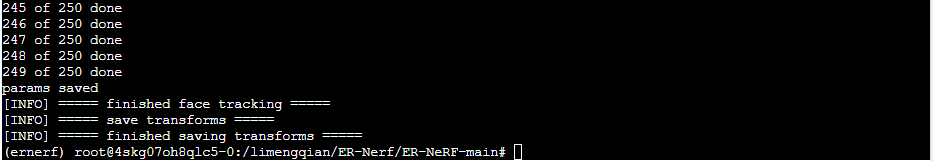 245 of 250 done
246 of 250 done
247 of 250 done
248 of 250 done
249 of 250 done
params saved
[INFO] ===== finished face tracking =====
[INFO] ===== save transforms =====
[INFO] ===== finished saving transforms =====
(ernerf) root@4skg07oh8qlc5-0:/limengqian/ER-Nerf/ER-NeRF-main#